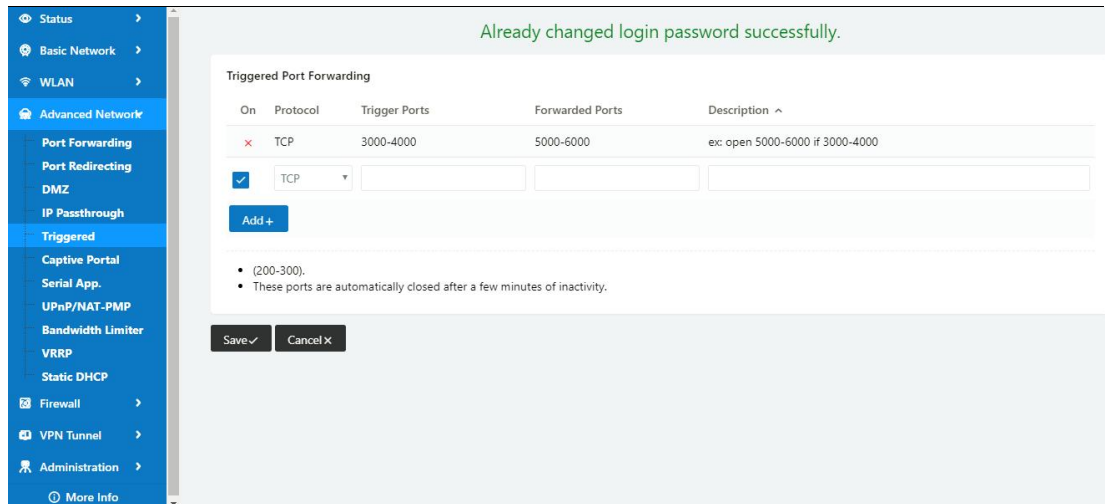 Status
Basic Network
WLAN
Advanced Network
Port Forwarding
Port Redirecting
DMZ
IP Passthrough
Triggered
Captive Portal
Serial App.
UPnP/NAT-PMP
Bandwidth Limiter
VRRP
Static DHCP
Firewall
VPN Tunnel
Administration
More Info
Already changed login password successfully.
Triggered Port Forwarding
On Protocol Trigger Ports Forwarded Ports Description
TCP 3000-4000 5000-6000 ex: open 5000-6000 if 3000-4000
TCP
Add +
(200-300).
These ports are automatically closed after a few minutes of inactivity.
Save Cancel